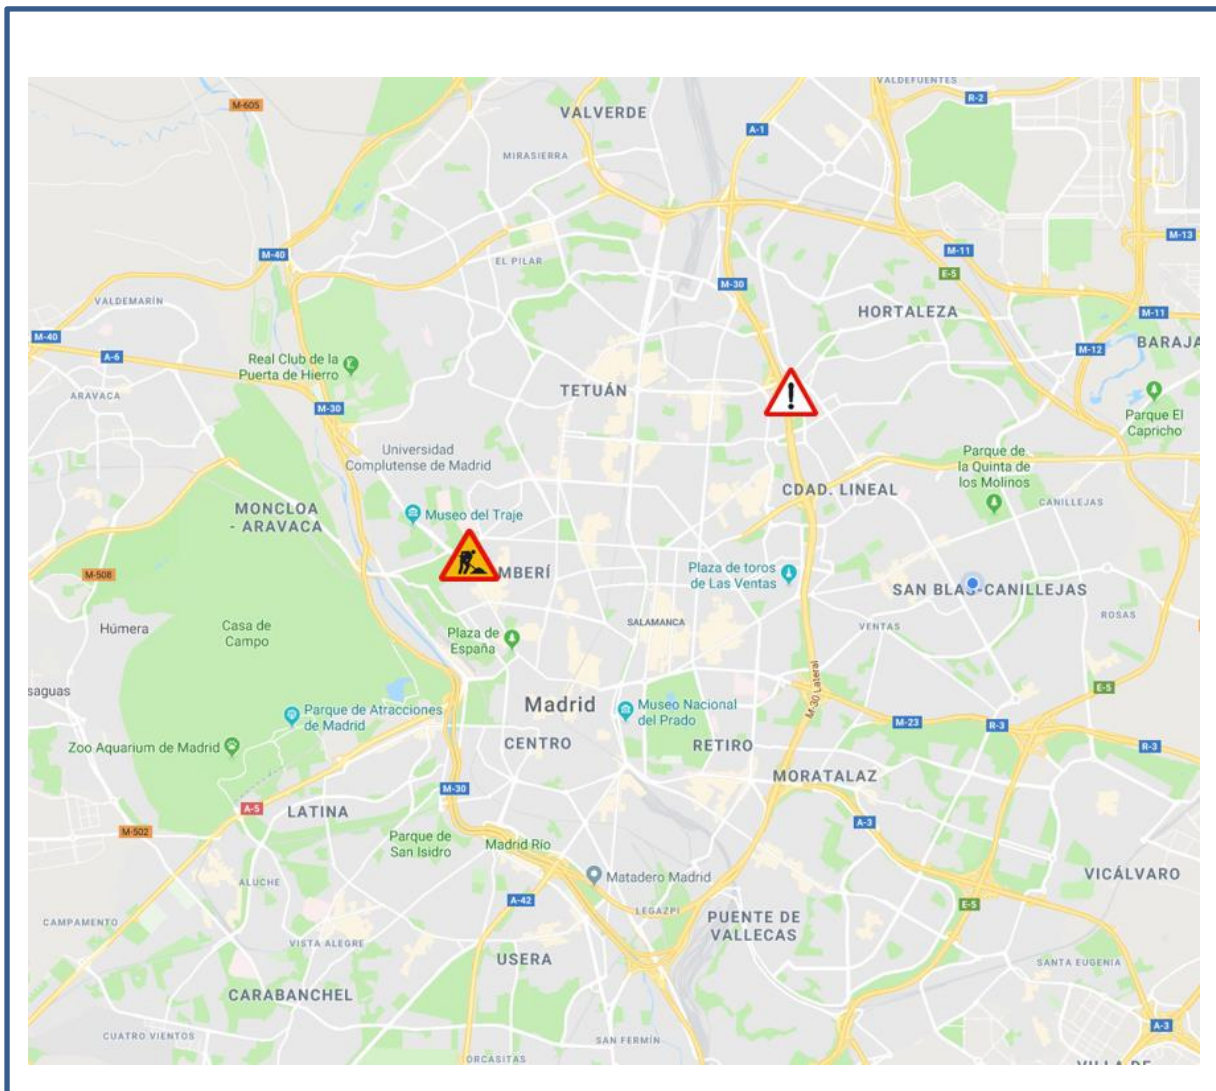 VALDEFUENTES
M-605
R-2
VALVERDE
A-1
MIRASIERRA
M-13
M-40
M-11
EL PILAR
E-5
M-30
VALDEMARÍN
HORTALEZA
M-11
M-40
BARAJA
A-6
M-12
Real Club de la
Puerta de Hierro
TETUÁN
ARAVACA
M-30
Parque El
Capricho
Universidad
Complutense de Madrid
Parque de
la Quinta de
los Molinos
CDAD. LINEAL
CANILLEJAS
MONCLOA
- ARAVACA
Museo del Traje
M-508
MBERÍ
Plaza de toros
de Las Ventas
SAN BLAS-CANILLEJAS
ROSAS
Húmera
Casa de
Campo
SALAMANCA
VENTAS
Plaza de
España
saguas
M-30 Lateral
E-5
Madrid
Parque de Atracciones
de Madrid
Museo Nacional
del Prado
M-23
R-3
Zoo Aquarium de Madrid
CENTRO
RETIRO
R-3
MORATALAZ
M-30
A-5
LATINA
A-3
M-502
Parque de
San Isidro
Madrid Río
Matadero Madrid
VICÁLVARO
ALUCHE
A-42
E-5
LEGAZPI
CAMPAMENTO
PUENTE DE
VALLECAS
VISTA ALEGRE
USERA
SANTA EUGENIA
CARABANCHEL
A-3
CUATRO VIENTOS
SAN FERMÍN
ORCASITAS
VILLA DE